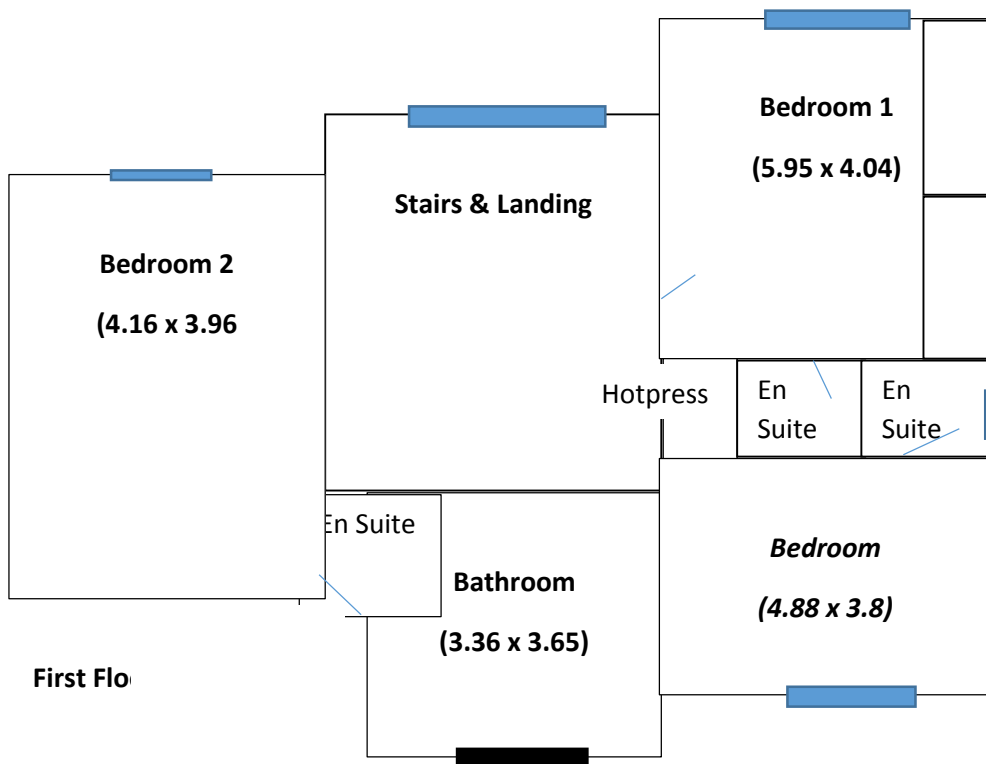 Bedroom 1
(5.95 x 4.04)
Stairs & Landing
Bedroom 2
(4.16 x 3.96
Hotpress
En
Suite
En
Suite
En Suite
Bedroom
(4.88 x 3.8)
Bathroom
(3.36 x 3.65)
First